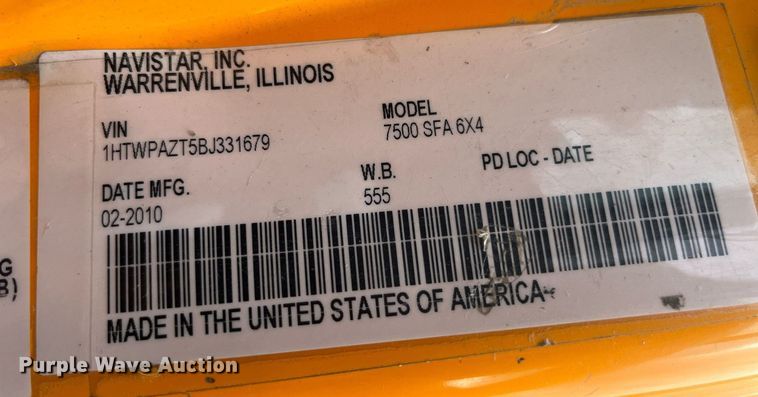 NAVISTAR, INC.
WARRENVILLE, ILLINOIS
VIN
1HTWPAZT5BJ331679
MODEL
7500 SFA 6X4
DATE MFG.
02-2010
W.B.
555
PD LOC - DATE
G
B)
MADE IN THE UNITED STATES OF AMERICA
Purple Wave Auction